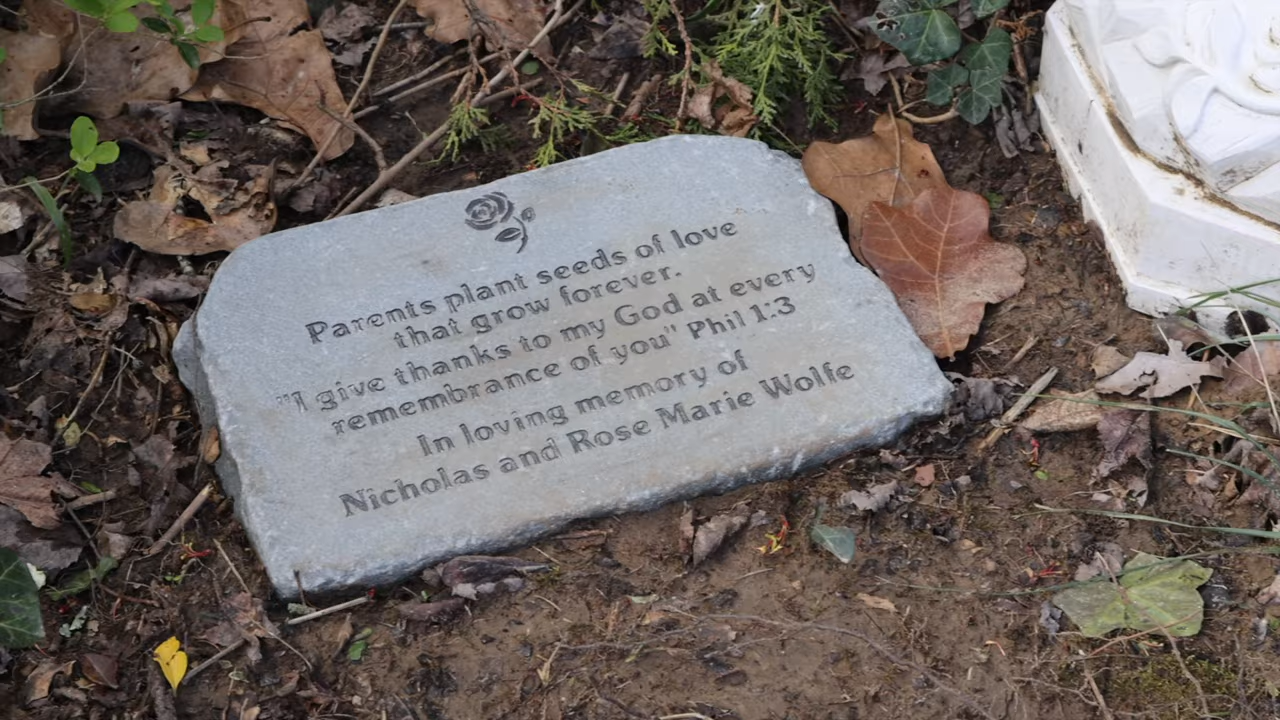 Parents plant seeds of love
that grow forever.
"I give thanks to my God at every
remembrance of you" Phil 1:3
In loving memory of
Nicholas and Rose Marie Wolfe